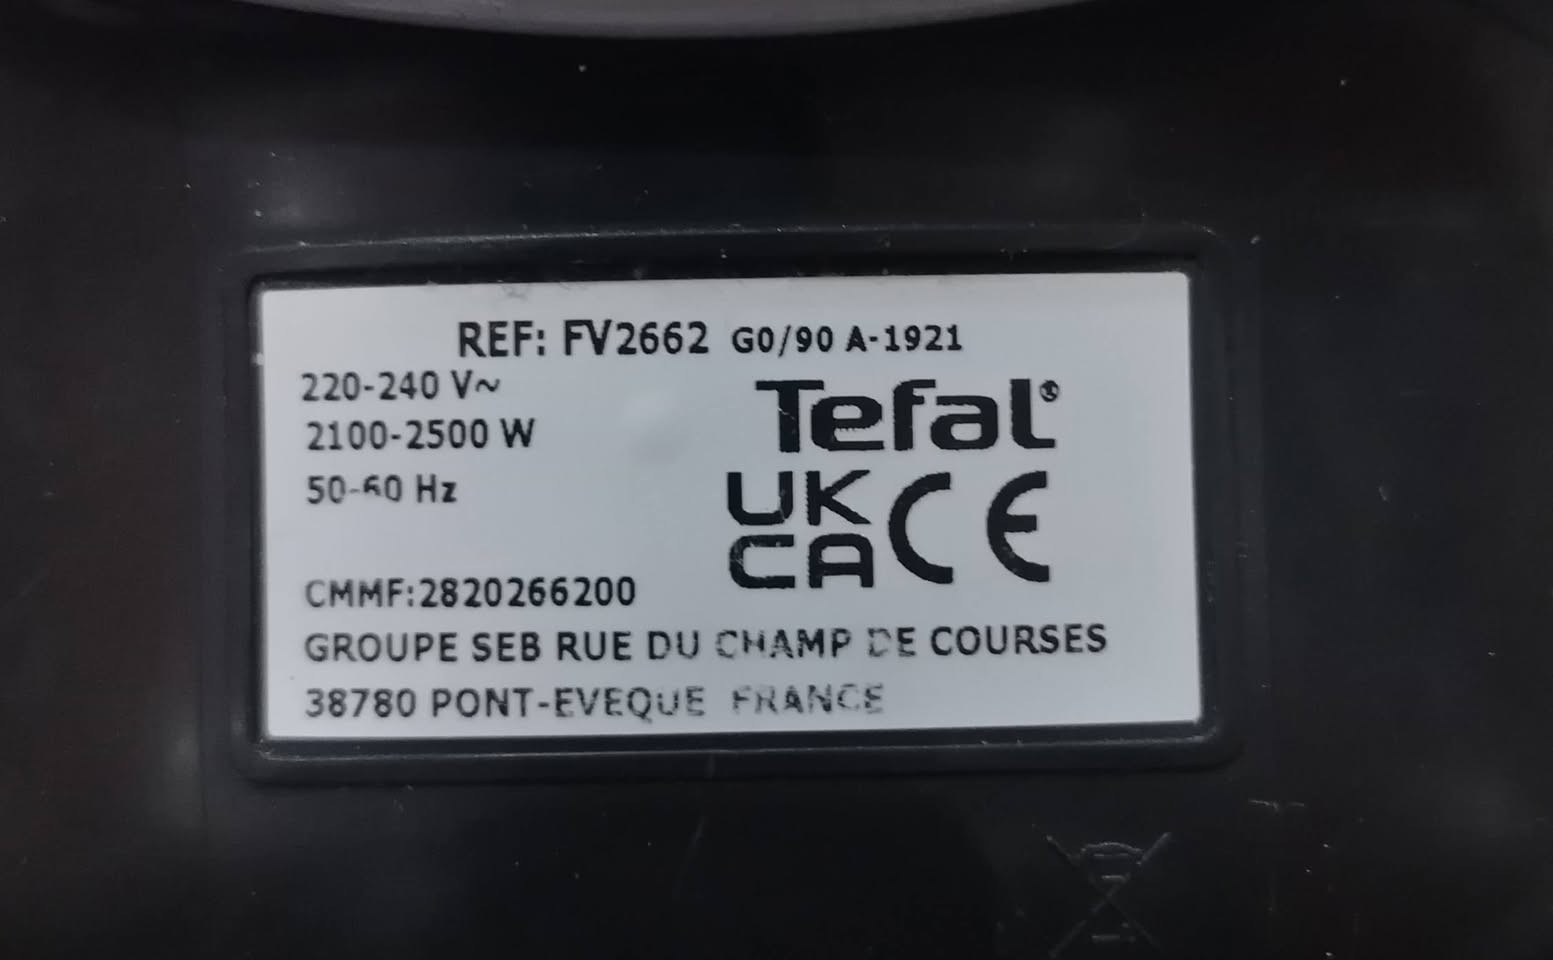 REF: FV2662 G0/90 A-1921
220-240 V~
2100-2500 W
50-60 Hz
Tefal®
UK
CA CE
CMMF:2820266200
GROUPE SEB RUE DU CHAMP DE COURSES
38780 PONT-EVEQUE FRANCE